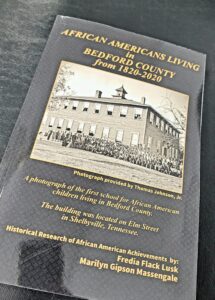 AFRICAN AMERICANS LIVING
in
BEDFORD COUNTY
from 1820-2020
Photograph provided by Thomas Johnson, Jr.
A photograph of the first school for African American
children living in Bedford County.
The building was located on Elm Street
in Shelbyville, Tennessee.
Historical Research of African American Achievements by:
Fredia Flack Lusk
Marilyn Gipson Massengale